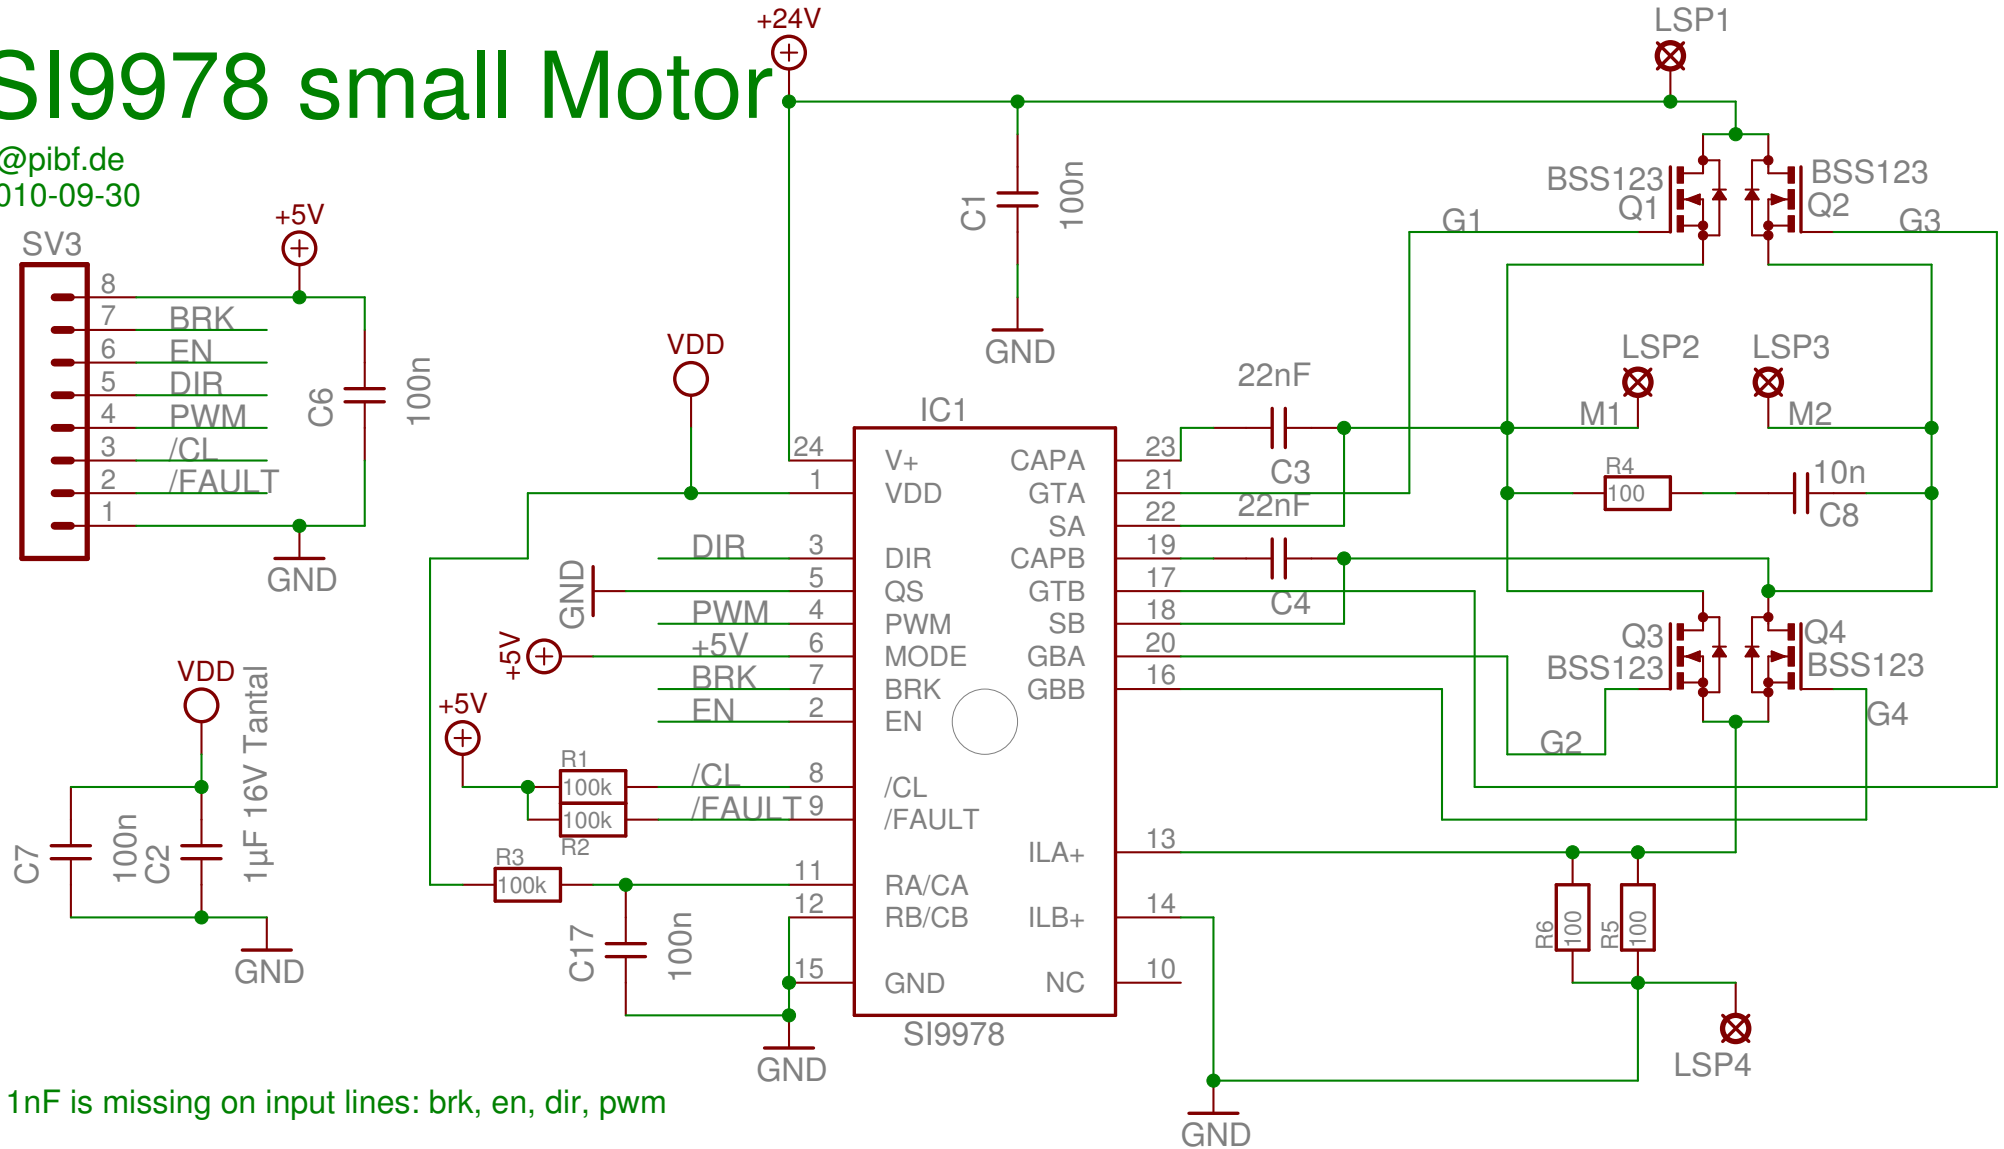 SI9978 small Motor
@pibf.de
010-09-30
+24V
LSP1
SV3
+5V
8
7 BRK
6 EN
5 DIR
4 PWM
3 /CL
2 /FAULT
1
C6
100n
GND
C1
100n
GND
BSS123
Q1
BSS123
Q2
G1
G3
VDD
LSP2
LSP3
M1
M2
22nF
C3
22nF
C4
R4
100
10n
C8
IC1
24 V+
1 VDD
DIR 3 DIR
GND 5 QS
PWM 4 PWM
+5V +5V 6 MODE
BRK 7 BRK
EN 2 EN
/CL 8 /CL
/FAULT 9 /FAULT
11 RA/CA
12 RB/CB
15 GND
CAPA 23
GTA 21
SA 22
CAPB 19
GTB 17
SB 18
GBA 20
GBB 16
ILA+ 13
ILB+ 14
NC 10
SI9978
Q3
BSS123
Q4
BSS123
G2
G4
+5V
R1
100k
100k
R2
R3
100k
C17
100n
GND
VDD
C7
100n
C2
1µF 16V Tantal
GND
R6
100
R5
100
LSP4
GND
1nF is missing on input lines: brk, en, dir, pwm